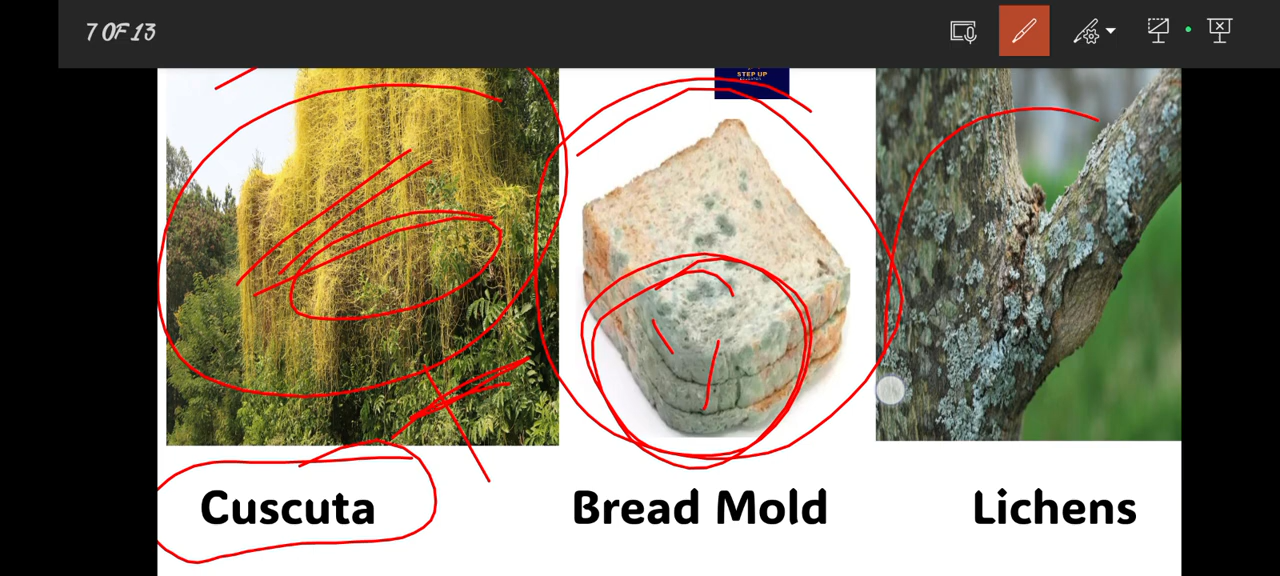 7 OF 13
STEP UP
Cuscuta
Bread Mold
Lichens